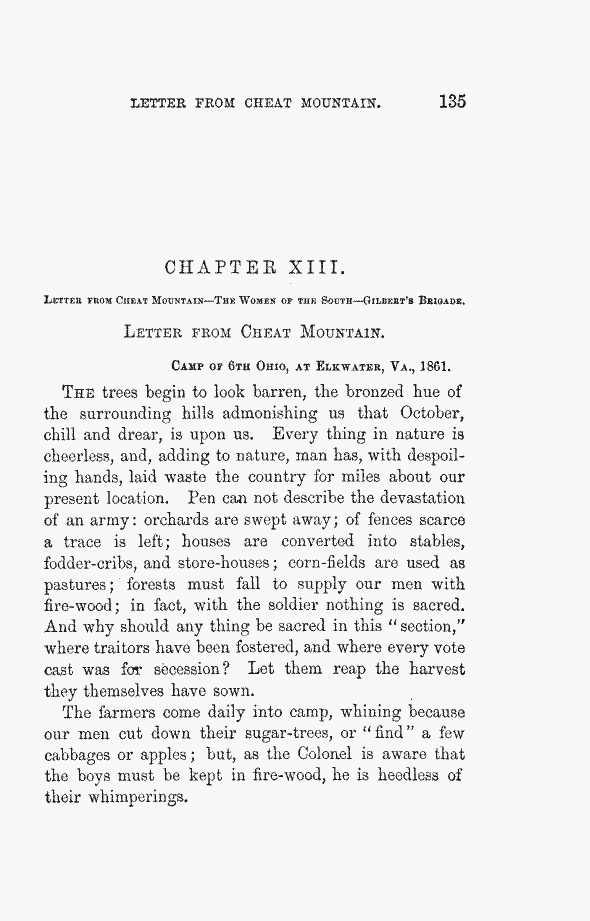 LETTER FROM CHEAT MOUNTAIN. 135
CHAPTER XIII.
LETTER FROM CHEAT MOUNTAIN—THE WOMEN OF THE SOUTH—GILBERT'S BRIGADE.
LETTER FROM CHEAT MOUNTAIN.
CAMP OF 6TH OHIO, AT ELKWATER, VA., 1861.
THE trees begin to look barren, the bronzed hue of
the surrounding hills admonishing us that October,
chill and drear, is upon us. Every thing in nature is
cheerless, and, adding to nature, man has, with despoil-
ing hands, laid waste the country for miles about our
present location. Pen can not describe the devastation
of an army: orchards are swept away; of fences scarce
a trace is left; houses are converted into stables,
fodder-cribs, and store-houses; corn-fields are used as
pastures; forests must fall to supply our men with
fire-wood; in fact, with the soldier nothing is sacred.
And why should any thing be sacred in this "section,"
where traitors have been fostered, and where every vote
cast was for secession? Let them reap the harvest
they themselves have sown.
The farmers come daily into camp, whining because
our men cut down their sugar-trees, or "find" a few
cabbages or apples; but, as the Colonel is aware that
the boys must be kept in fire-wood, he is heedless of
their whimperings.